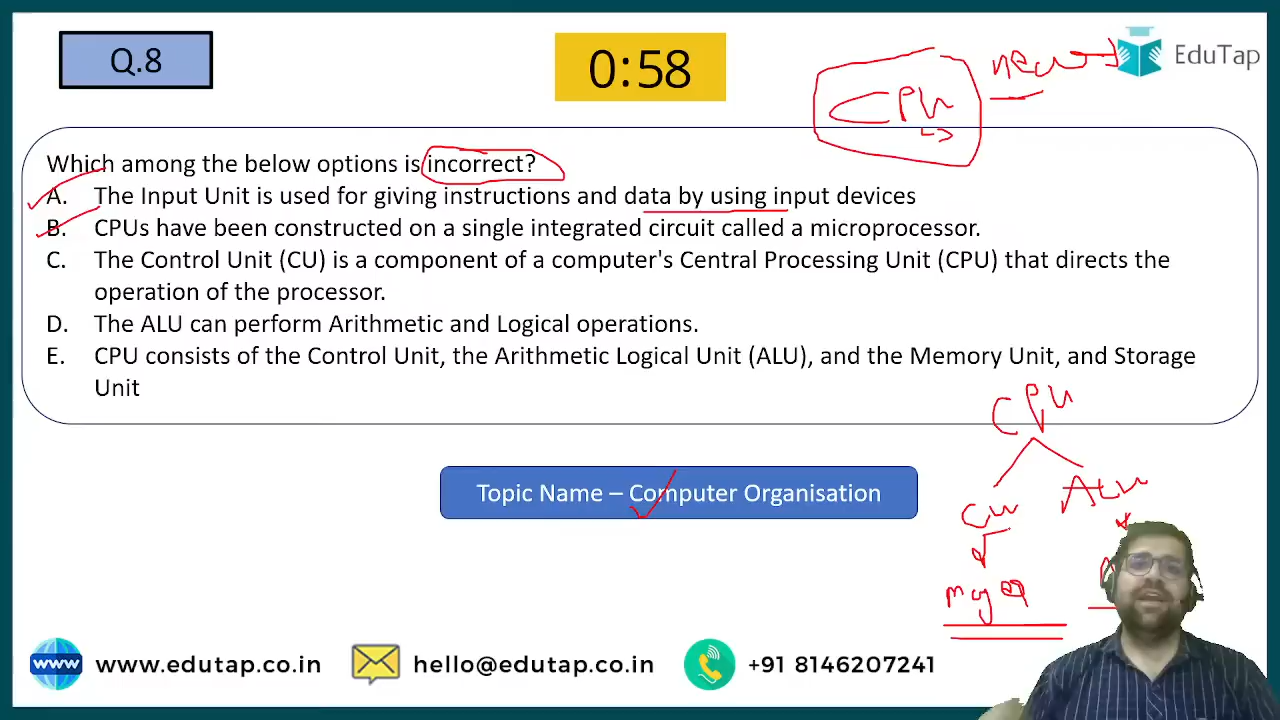 Q.8
0:58
EduTap
CPU
Which among the below options is incorrect?
A. The Input Unit is used for giving instructions and data by using input devices
B. CPUs have been constructed on a single integrated circuit called a microprocessor.
C. The Control Unit (CU) is a component of a computer's Central Processing Unit (CPU) that directs the
operation of the processor.
D. The ALU can perform Arithmetic and Logical operations.
E. CPU consists of the Control Unit, the Arithmetic Logical Unit (ALU), and the Memory Unit, and Storage
Unit
CPU
CU ALU
Topic Name – Computer Organisation
www.edutap.co.in hello@edutap.co.in +91 8146207241